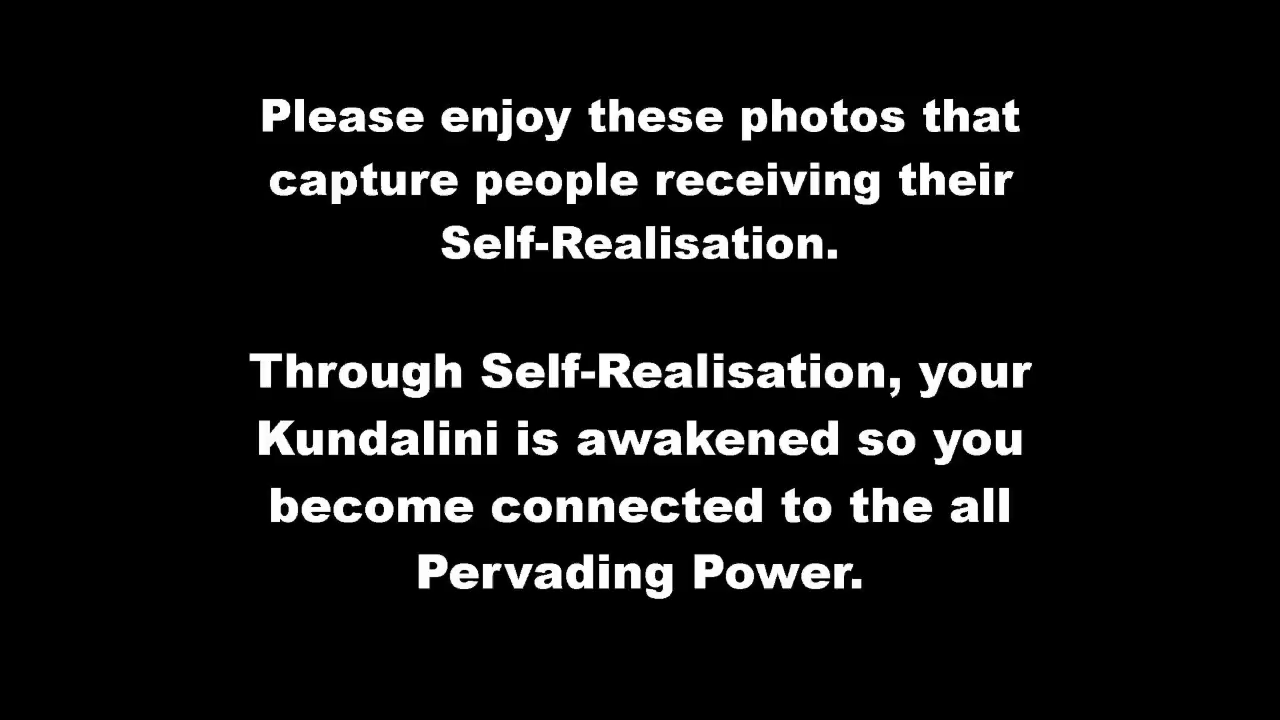 Please enjoy these photos that
capture people receiving their
Self-Realisation.
Through Self-Realisation, your
Kundalini is awakened so you
become connected to the all
Pervading Power.